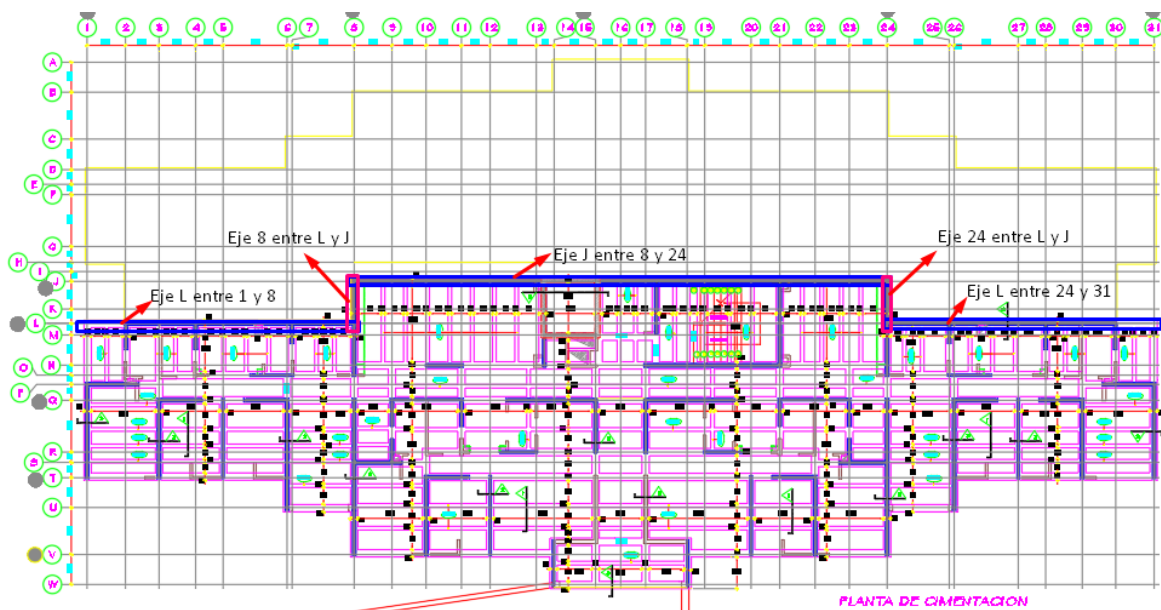 1 2 3 4 5 6 7 8 9 10 11 12 13 14 15 16 17 18 19 20 21 22 23 24 25 26 27 28 29 30 31
A
B
C
D
E
F
G
H
I
J
K
L
M
N
O
P
Q
R
S
T
U
V
W
Eje 8 entre L y J
Eje J entre 8 y 24
Eje 24 entre L y J
Eje L entre 1 y 8
Eje L entre 24 y 31
PLANTA DE CIMENTACION